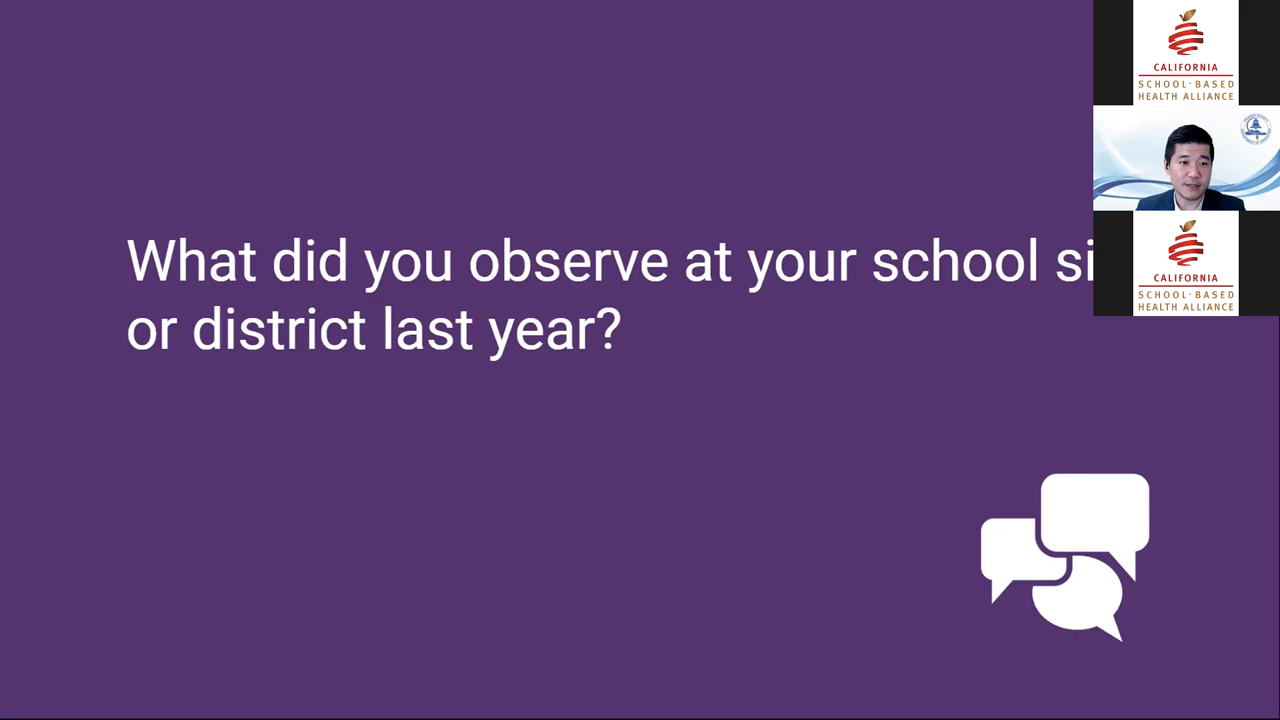 What did you observe at your school si
or district last year?
CALIFORNIA
SCHOOL-BASED
HEALTH ALLIANCE
CALIFORNIA
SCHOOL-BASED
HEALTH ALLIANCE